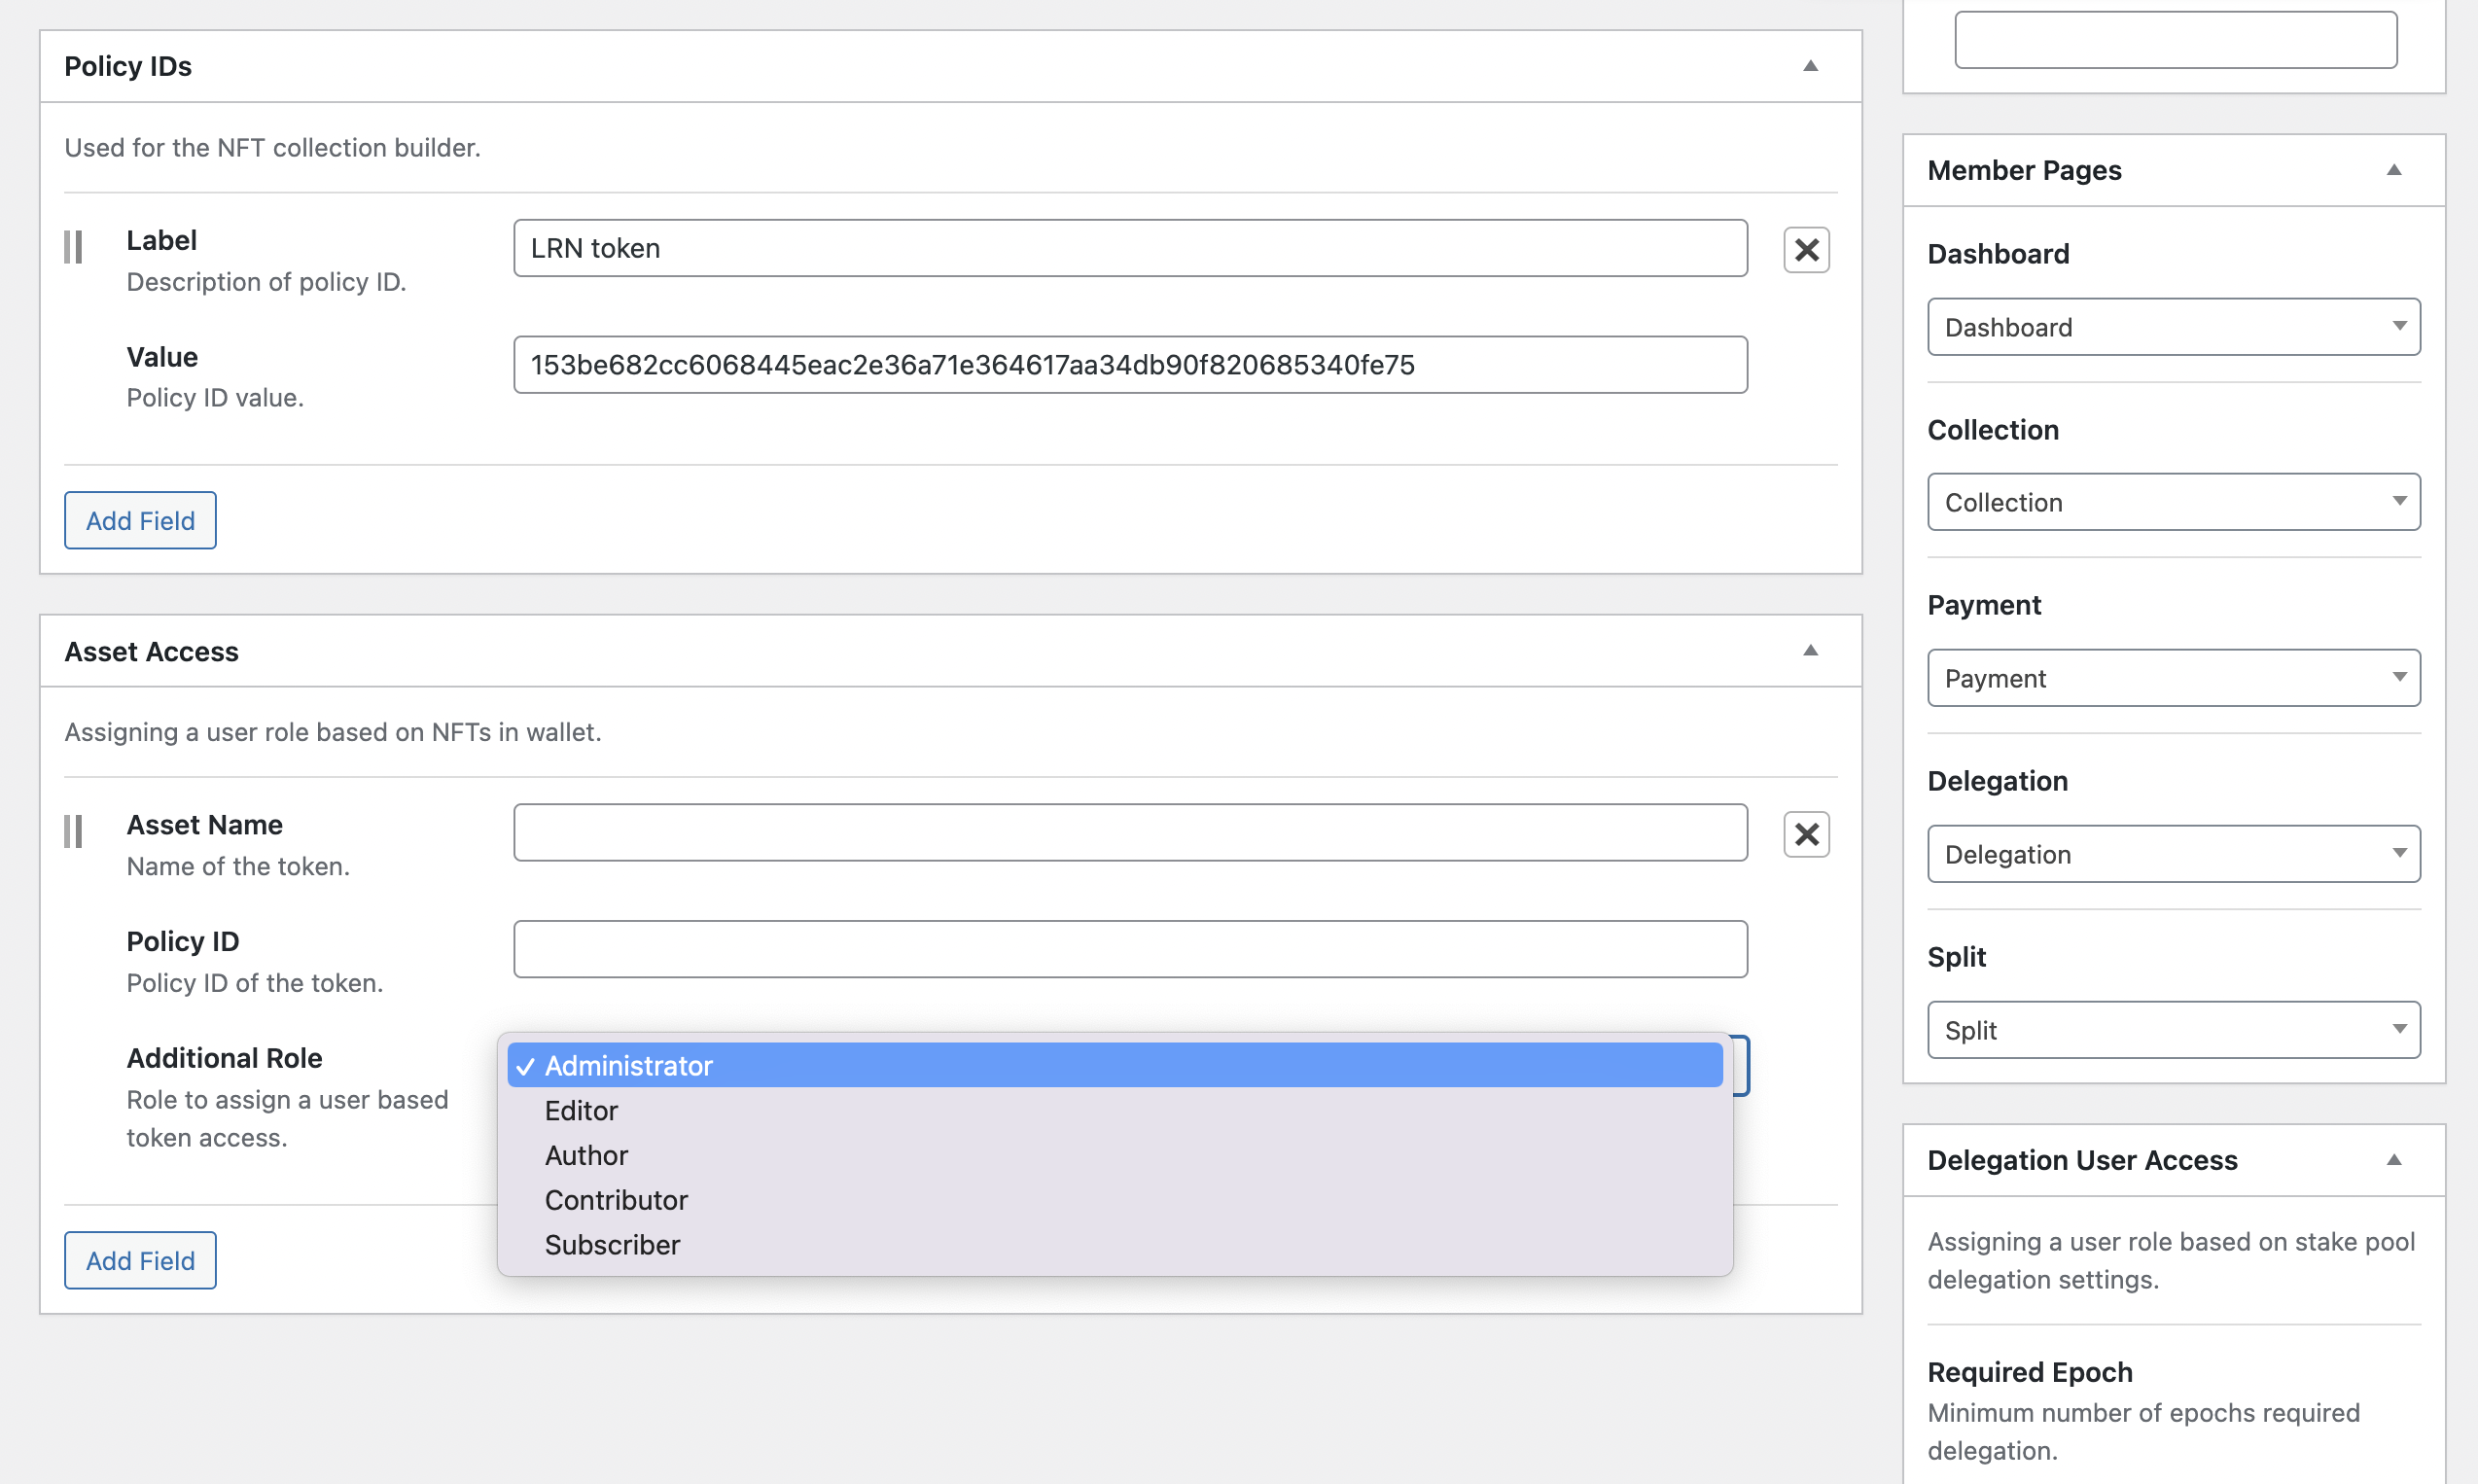 Policy IDs
Used for the NFT collection builder.
Label
Description of policy ID.
LRN token
Value
Policy ID value.
153be682cc6068445eac2e36a71e364617aa34db90f820685340fe75
Add Field
Asset Access
Assigning a user role based on NFTs in wallet.
Asset Name
Name of the token.
Policy ID
Policy ID of the token.
Additional Role
Role to assign a user based
token access.
Administrator
Editor
Author
Contributor
Subscriber
Add Field
Member Pages
Dashboard
Dashboard
Collection
Collection
Payment
Payment
Delegation
Delegation
Split
Split
Delegation User Access
Assigning a user role based on stake pool
delegation settings.
Required Epoch
Minimum number of epochs required
delegation.